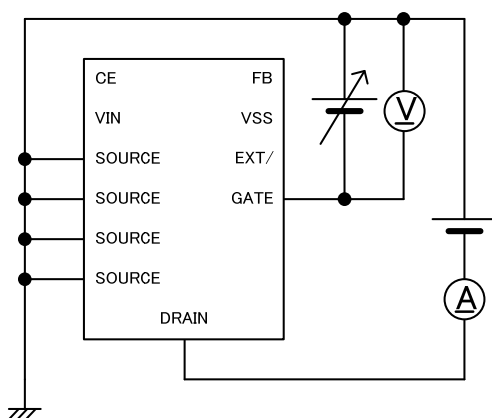 CE FB
VIN VSS
SOURCE EXT/
SOURCE GATE
SOURCE
SOURCE
DRAIN
V
A